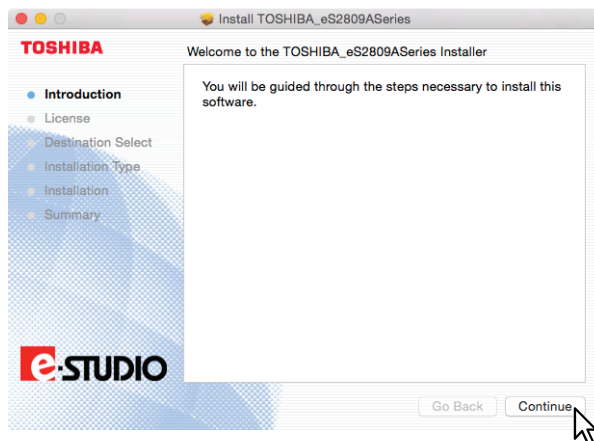 Install TOSHIBA_eS2809ASeries
TOSHIBA
Welcome to the TOSHIBA_eS2809ASeries Installer
Introduction
License
Destination Select
Installation Type
Installation
Summary
You will be guided through the steps necessary to install this
software.
e-STUDIO
Go Back
Continue